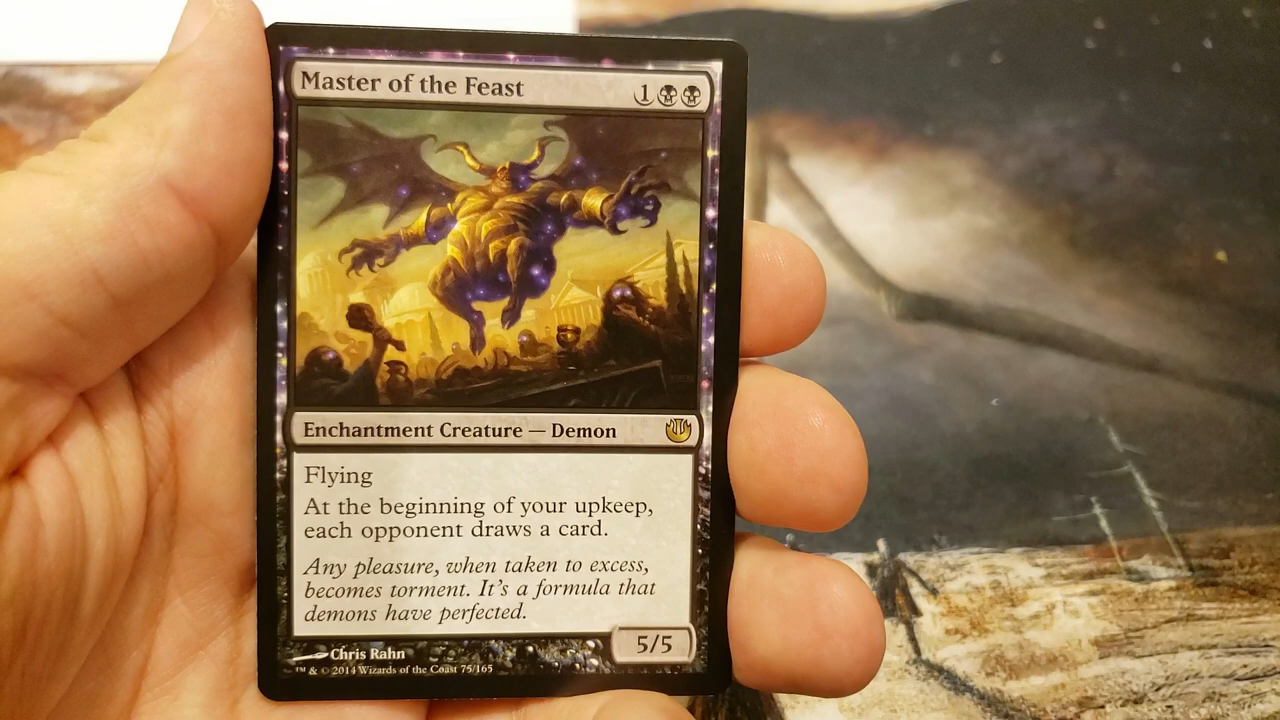 Master of the Feast 1
Enchantment Creature — Demon
Flying
At the beginning of your upkeep,
each opponent draws a card.
Any pleasure, when taken to excess,
becomes torment. It's a formula that
demons have perfected.
5/5
Chris Rahn
™ & © 2014 Wizards of the Coast 75/165